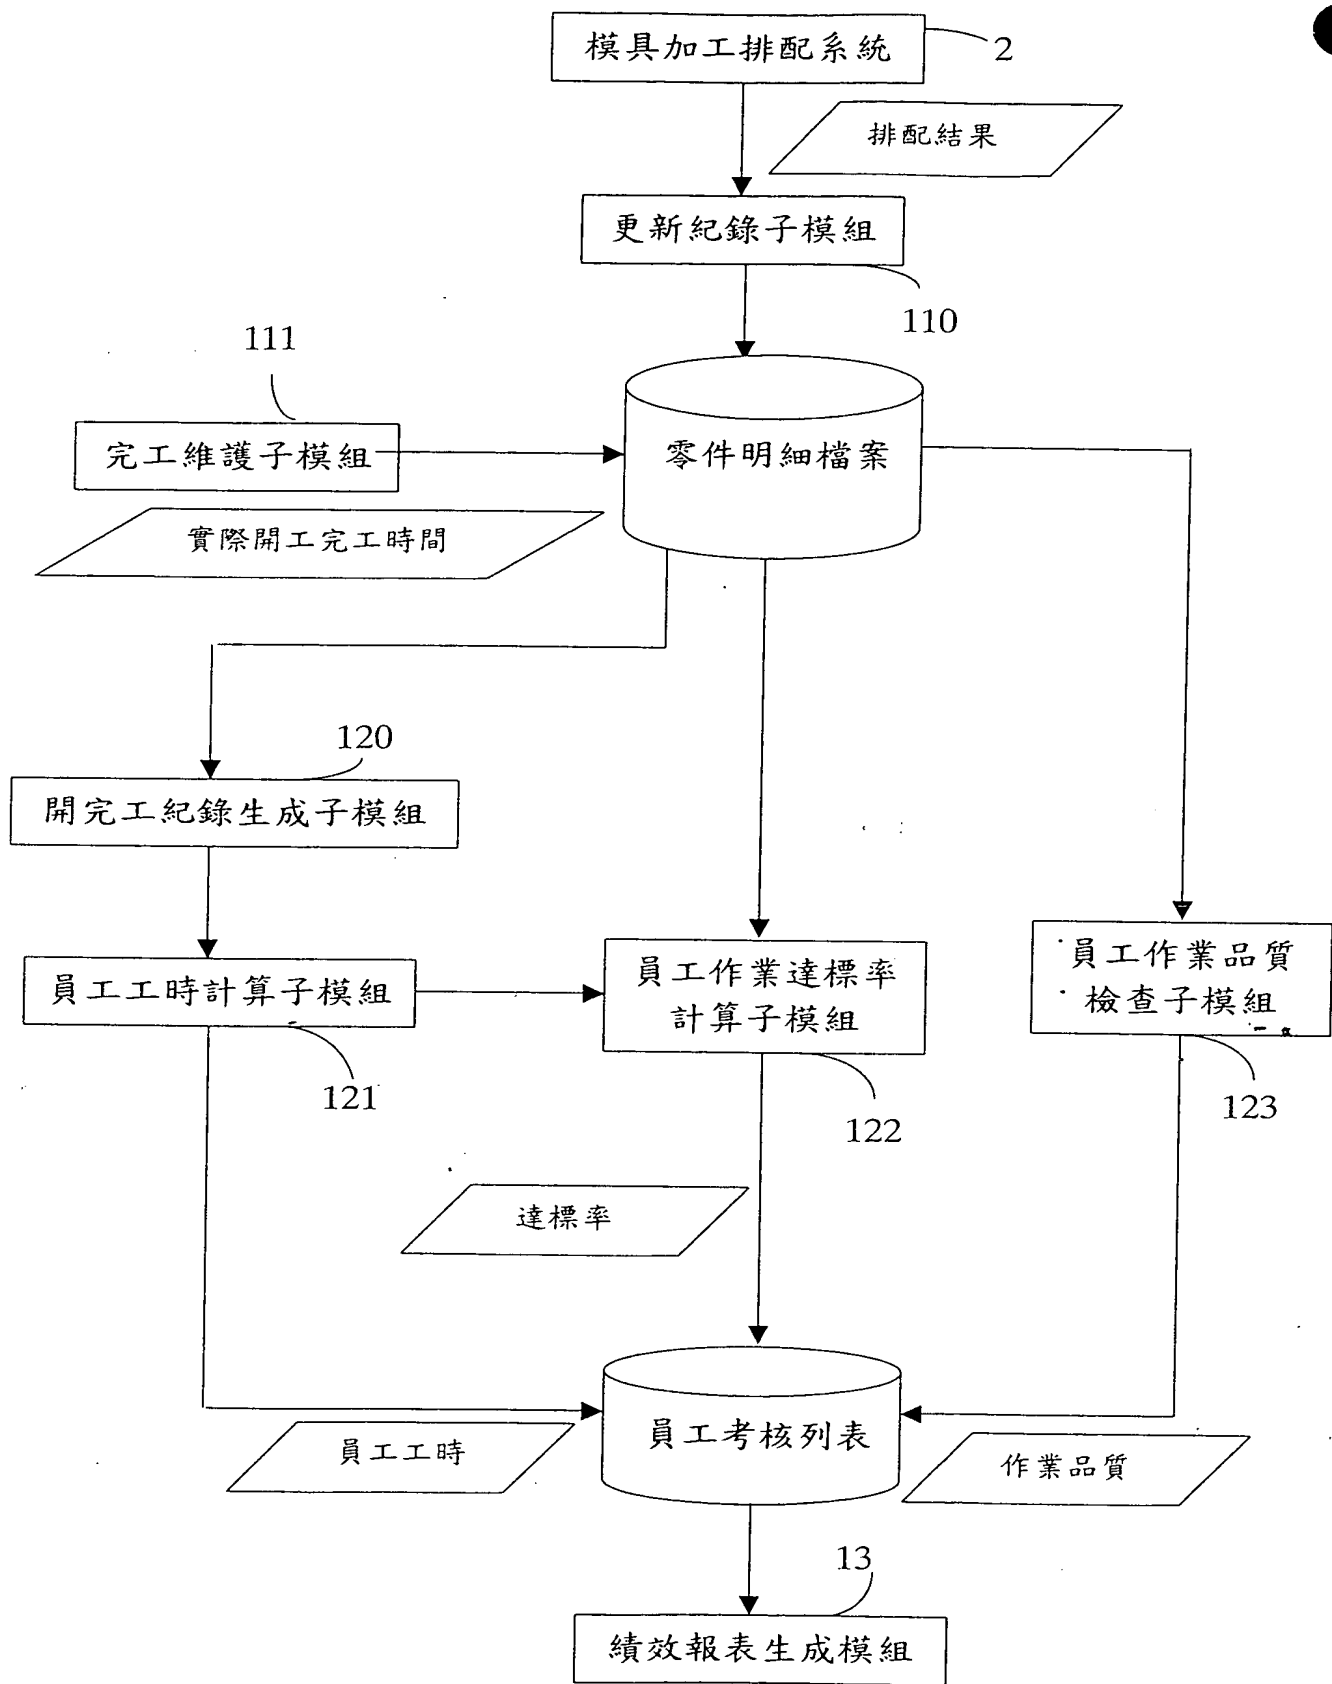 模具加工排配系統
2
排配結果
更新紀錄子模組
110
111
完工維護子模組
零件明細檔案
實際開工完工時間
120
開完工紀錄生成子模組
員工工時計算子模組
員工作業達標率
計算子模組
員工作業品質
檢查子模組
121
122
123
達標率
員工考核列表
員工工時
作業品質
13
績效報表生成模組